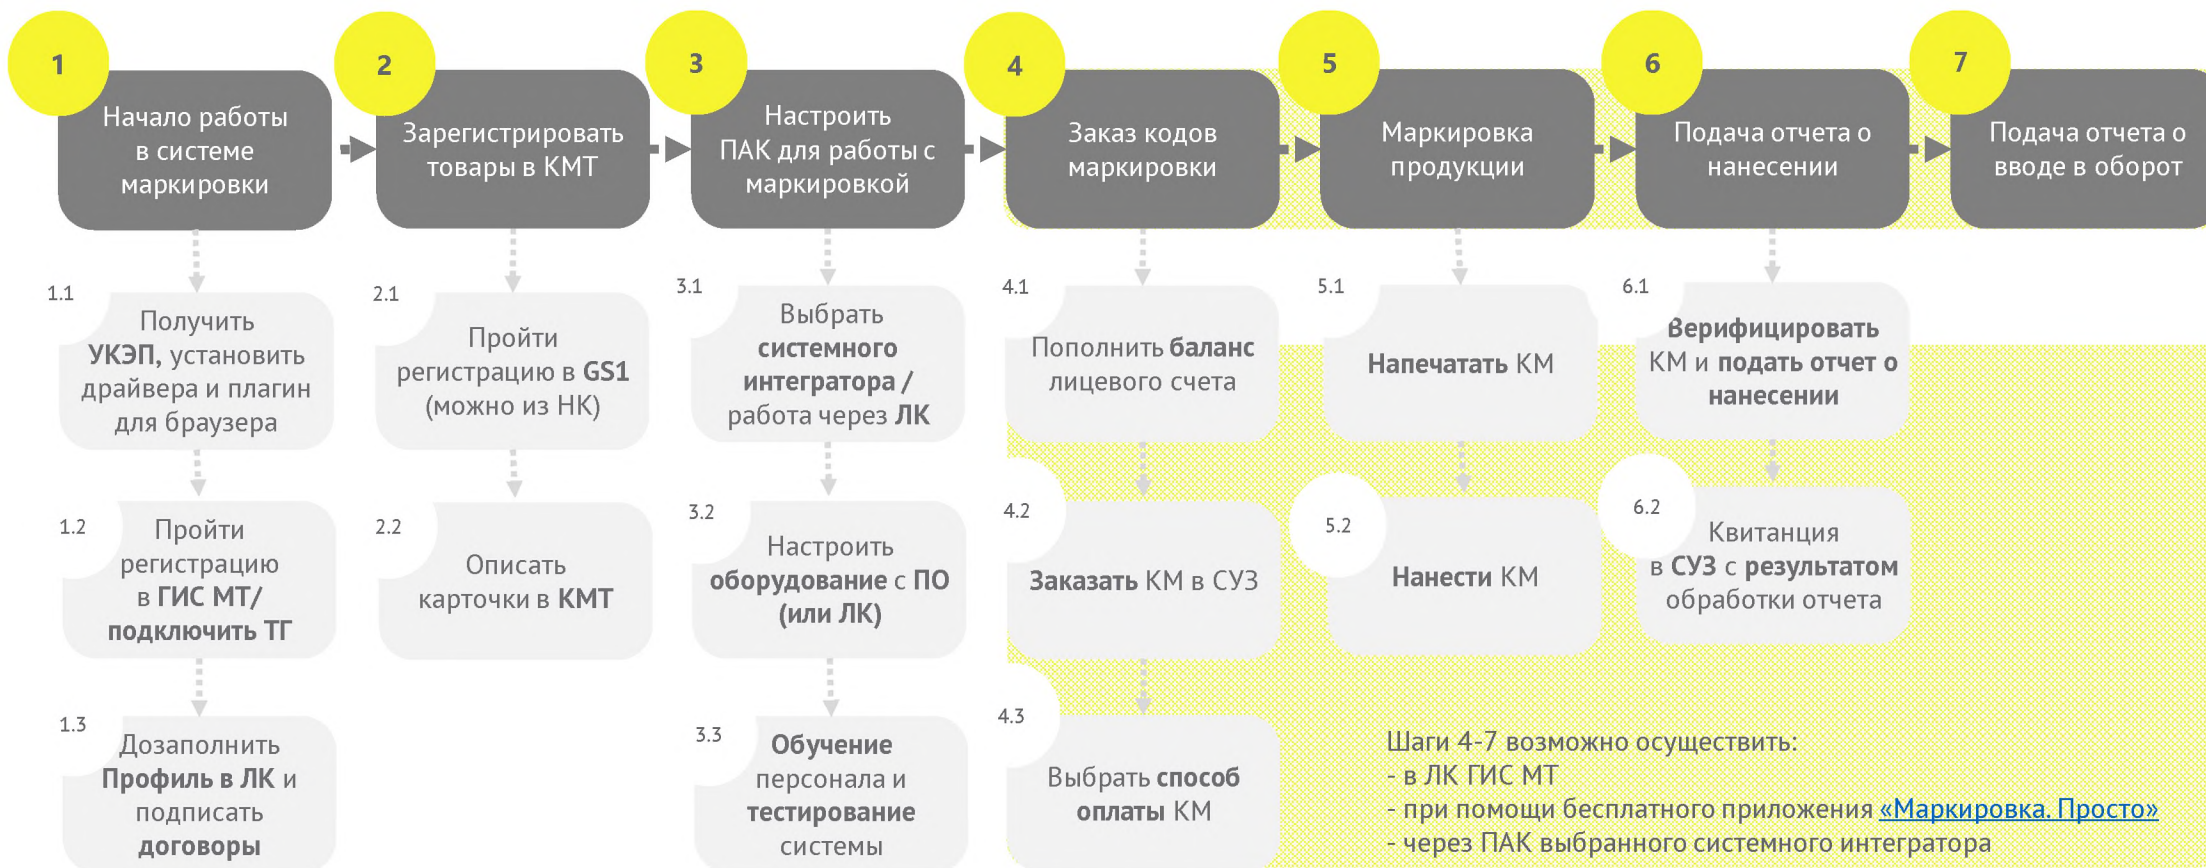 1
Начало работы
в системе
маркировки
2
Зарегистрировать
товары в КМТ
3
Настроить
ПАК для работы с
маркировкой
4
Заказ кодов
маркировки
5
Маркировка
продукции
6
Подача отчета о
нанесении
7
Подача отчета о
вводе в оборот
1.1
Получить
УКЭП, установить
драйвера и плагин
для браузера
1.2
Пройти
регистрацию
в ГИС МТ/
подключить ТГ
1.3
Дозаполнить
Профиль в ЛК и
подписать
договоры
2.1
Пройти
регистрацию в GS1
(можно из НК)
2.2
Описать
карточки в КМТ
3.1
Выбрать
системного
интегратора /
работа через ЛК
3.2
Настроить
оборудование с ПО
(или ЛК)
3.3
Обучение
персонала и
тестирование
системы
4.1
Пополнить баланс
лицевого счета
4.2
Заказать КМ в СУЗ
4.3
Выбрать способ
оплаты КМ
5.1
Напечатать КМ
5.2
Нанести КМ
6.1
Верифицировать
КМ и подать отчет о
нанесении
6.2
Квитанция
в СУЗ с результатом
обработки отчета
Шаги 4-7 возможно осуществить:
- в ЛК ГИС МТ
- при помощи бесплатного приложения «Маркировка. Просто»
- через ПАК выбранного системного интегратора